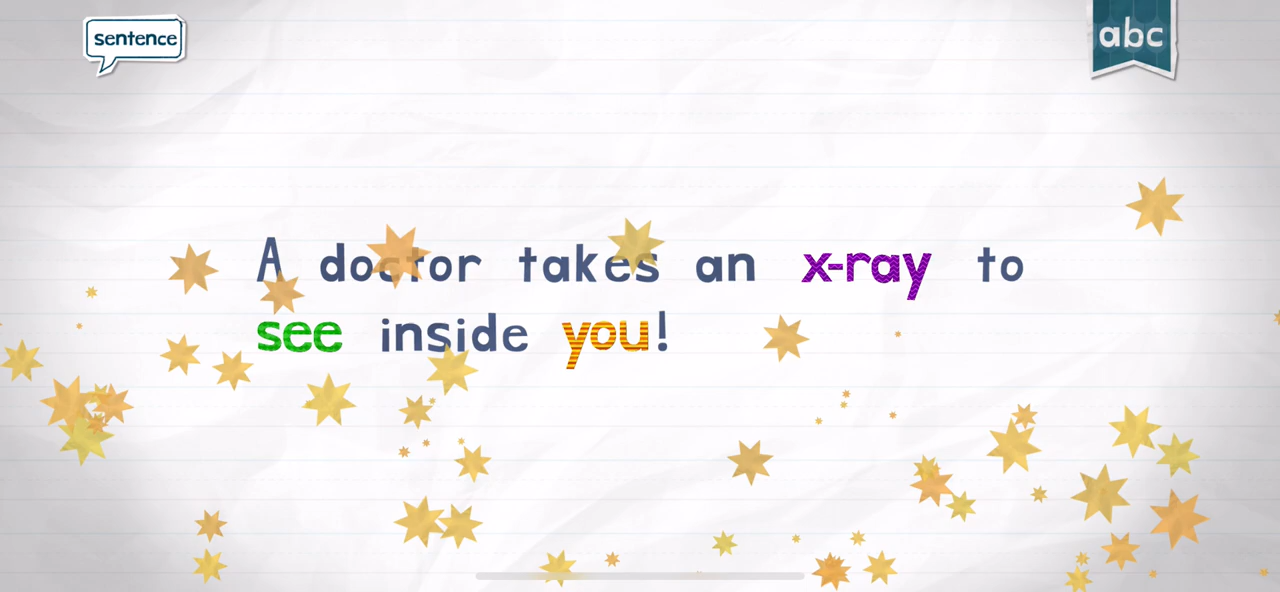 sentence
abc
A doctor takes an x-ray to
see inside you!